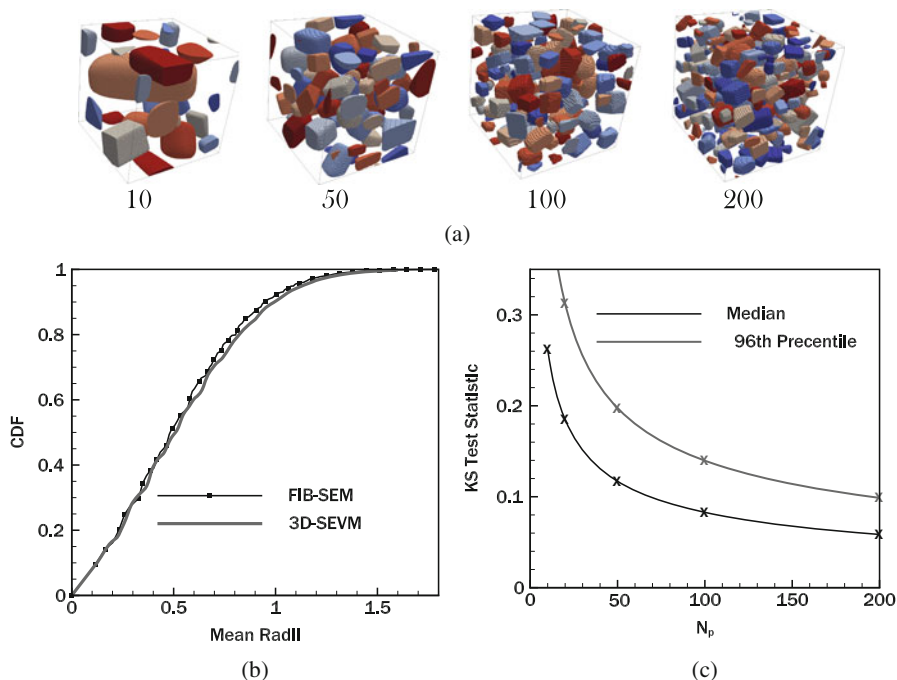 10 50 100 200
(a)
1
0.8
0.6
0.4
0.2
0
CDF
FIB-SEM
3D-SEVM
0 0.5 1 1.5
Mean Radii
(b)
0.3
0.2
0.1
0
KS Test Statistic
Median
96th Precentile
0 50 100 150 200
Np
(c)